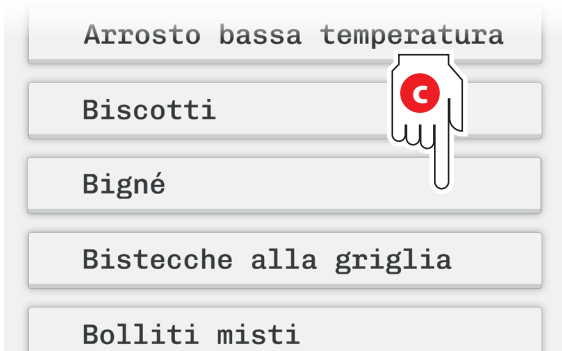 Arrosto bassa temperatura
C
Biscotti
Bigné
Bistecche alla griglia
Bolliti misti